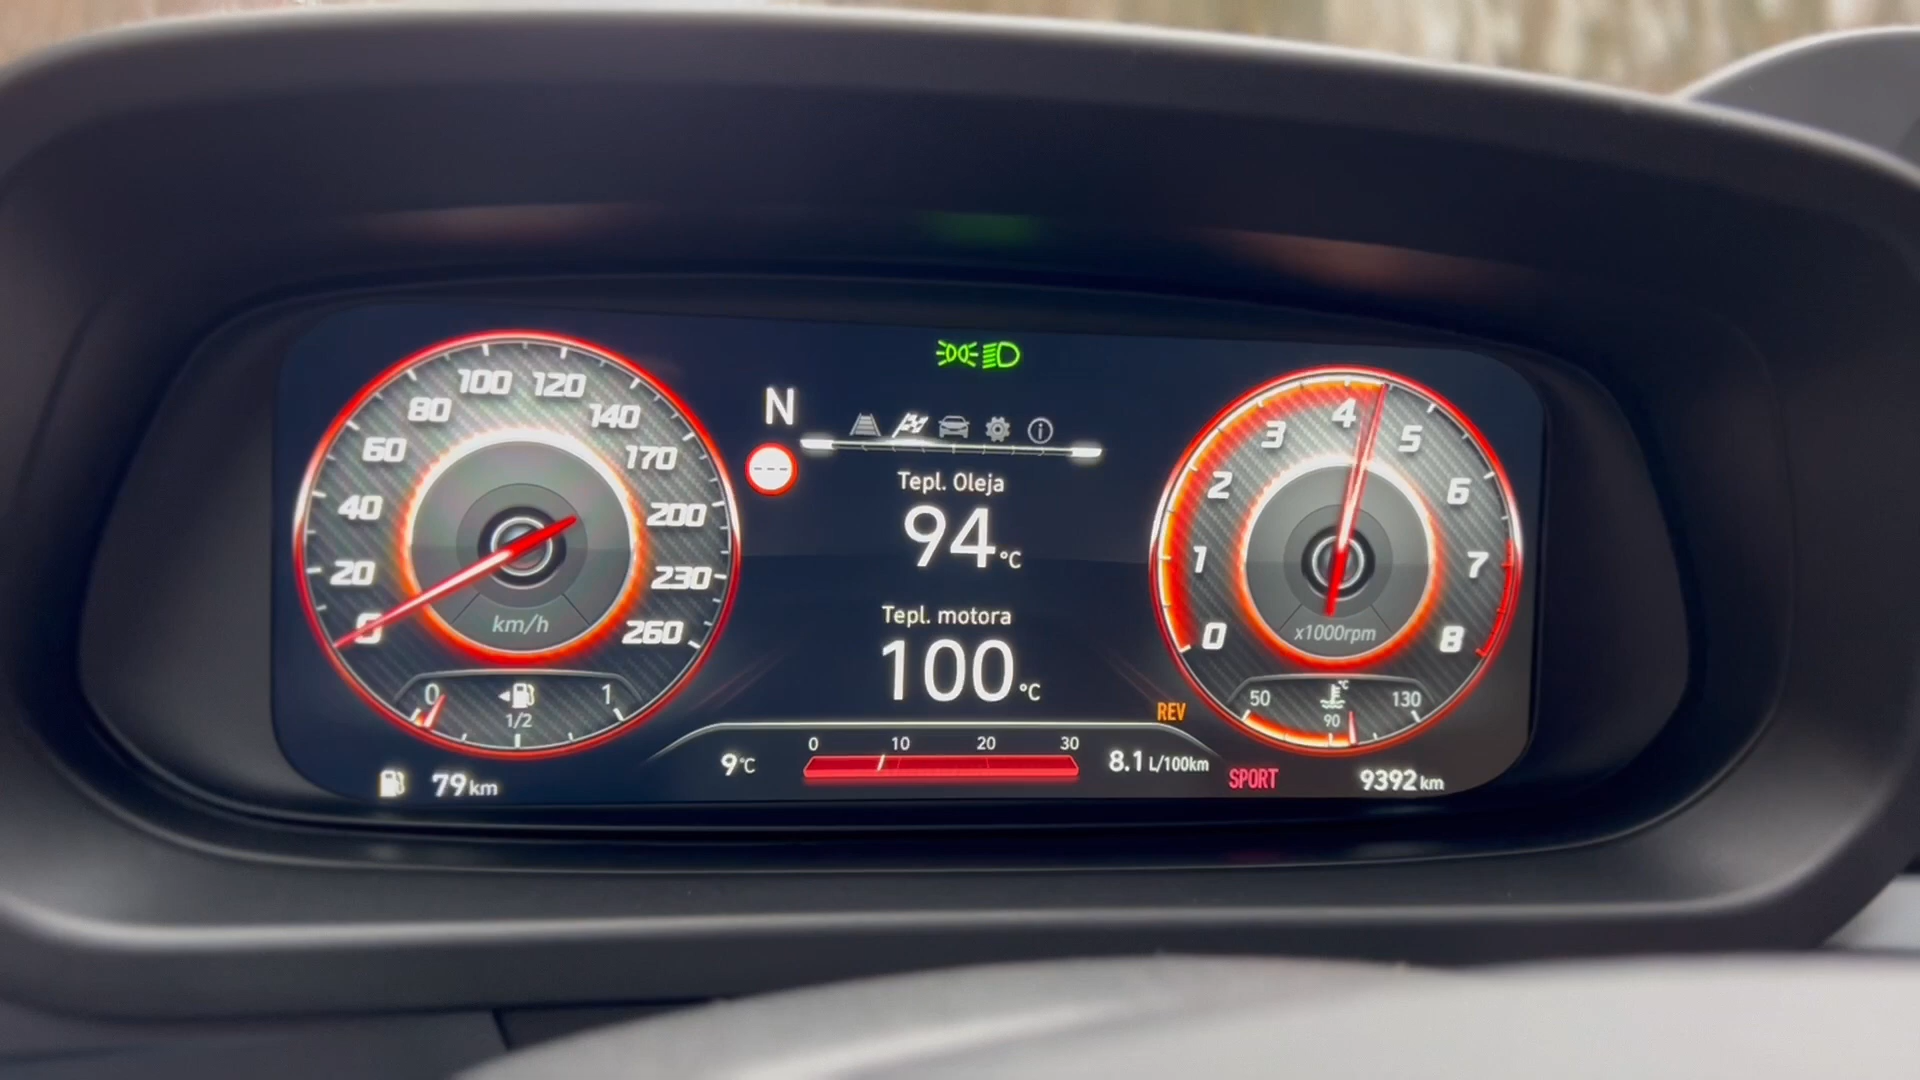 0
20
40
60
80
100
120
140
170
200
230
260
km/h
0
1/2
1
79 km
N
---
Tepl. Oleja
94 °C
Tepl. motora
100 °C
9°C
0 10 20 30
8.1 L/100km
REV
SPORT
0
1
2
3
4
5
6
7
8
x1000rpm
°C
50
90
130
9392 km